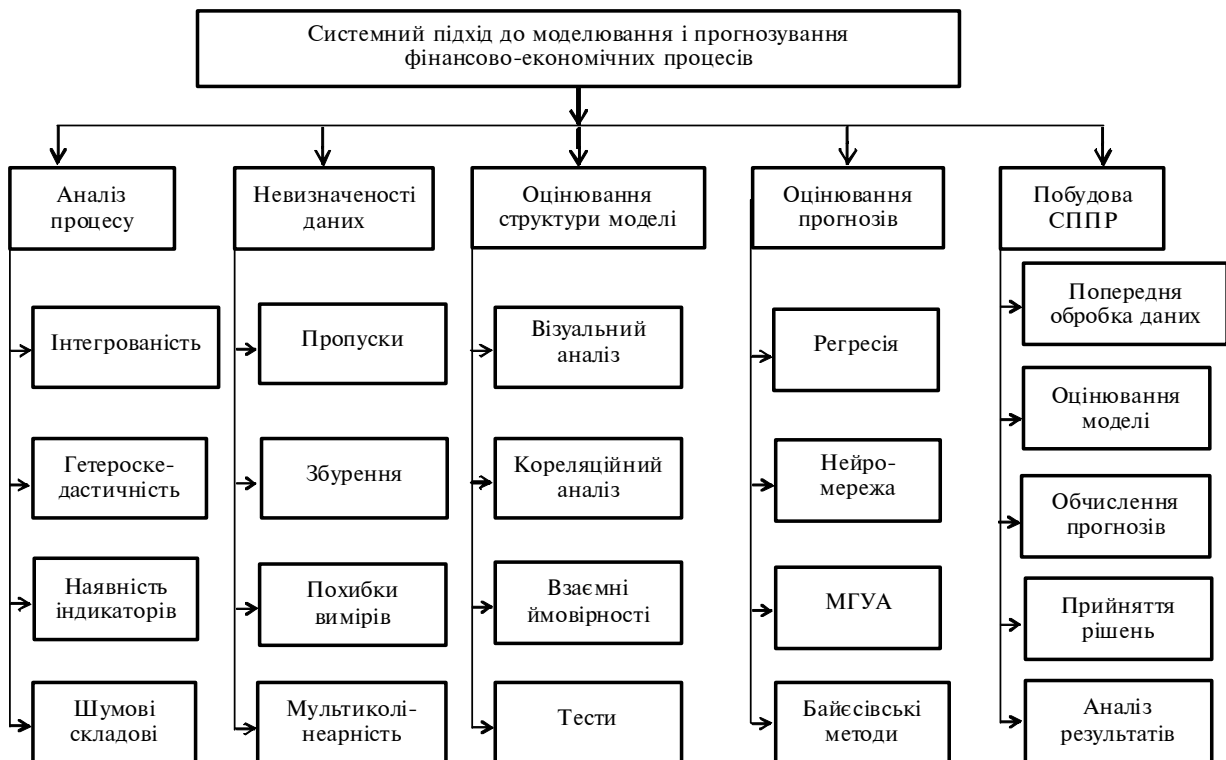 Системний підхід до моделювання і прогнозування
фінансово-економічних процесів
Аналіз
процесу
Інтегрованість
Гетероске-
дастичність
Наявність
індикаторів
Шумові
складові
Невизначеності
даних
Пропуски
Збурення
Похибки
вимірів
Мультиколі-
неарність
Оцінювання
структури моделі
Візуальний
аналіз
Кореляційний
аналіз
Взаємні
ймовірності
Тести
Оцінювання
прогнозів
Регресія
Нейро-
мережа
МГУА
Байєсівські
методи
Побудова
СППР
Попередня
обробка даних
Оцінювання
моделі
Обчислення
прогнозів
Прийняття
рішень
Аналіз
результатів